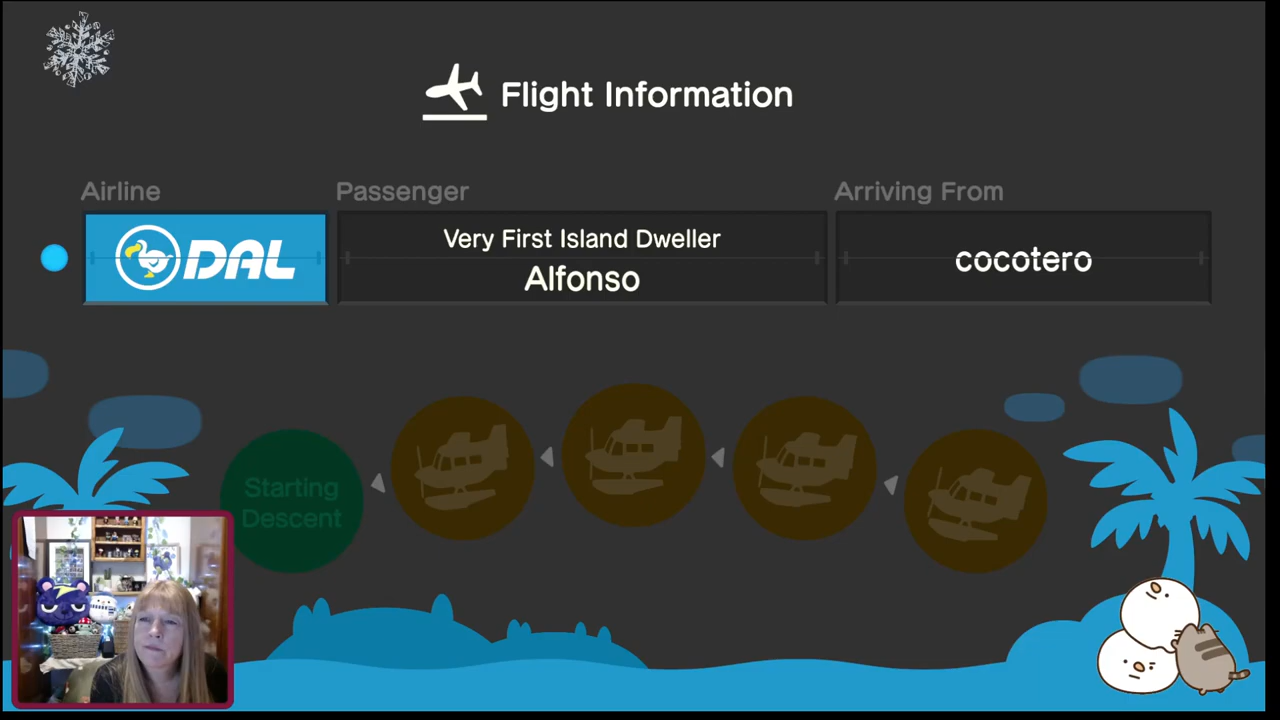 Flight Information
Airline
Passenger
Arriving From
DAL
Very First Island Dweller
Alfonso
cocotero
Starting
Descent